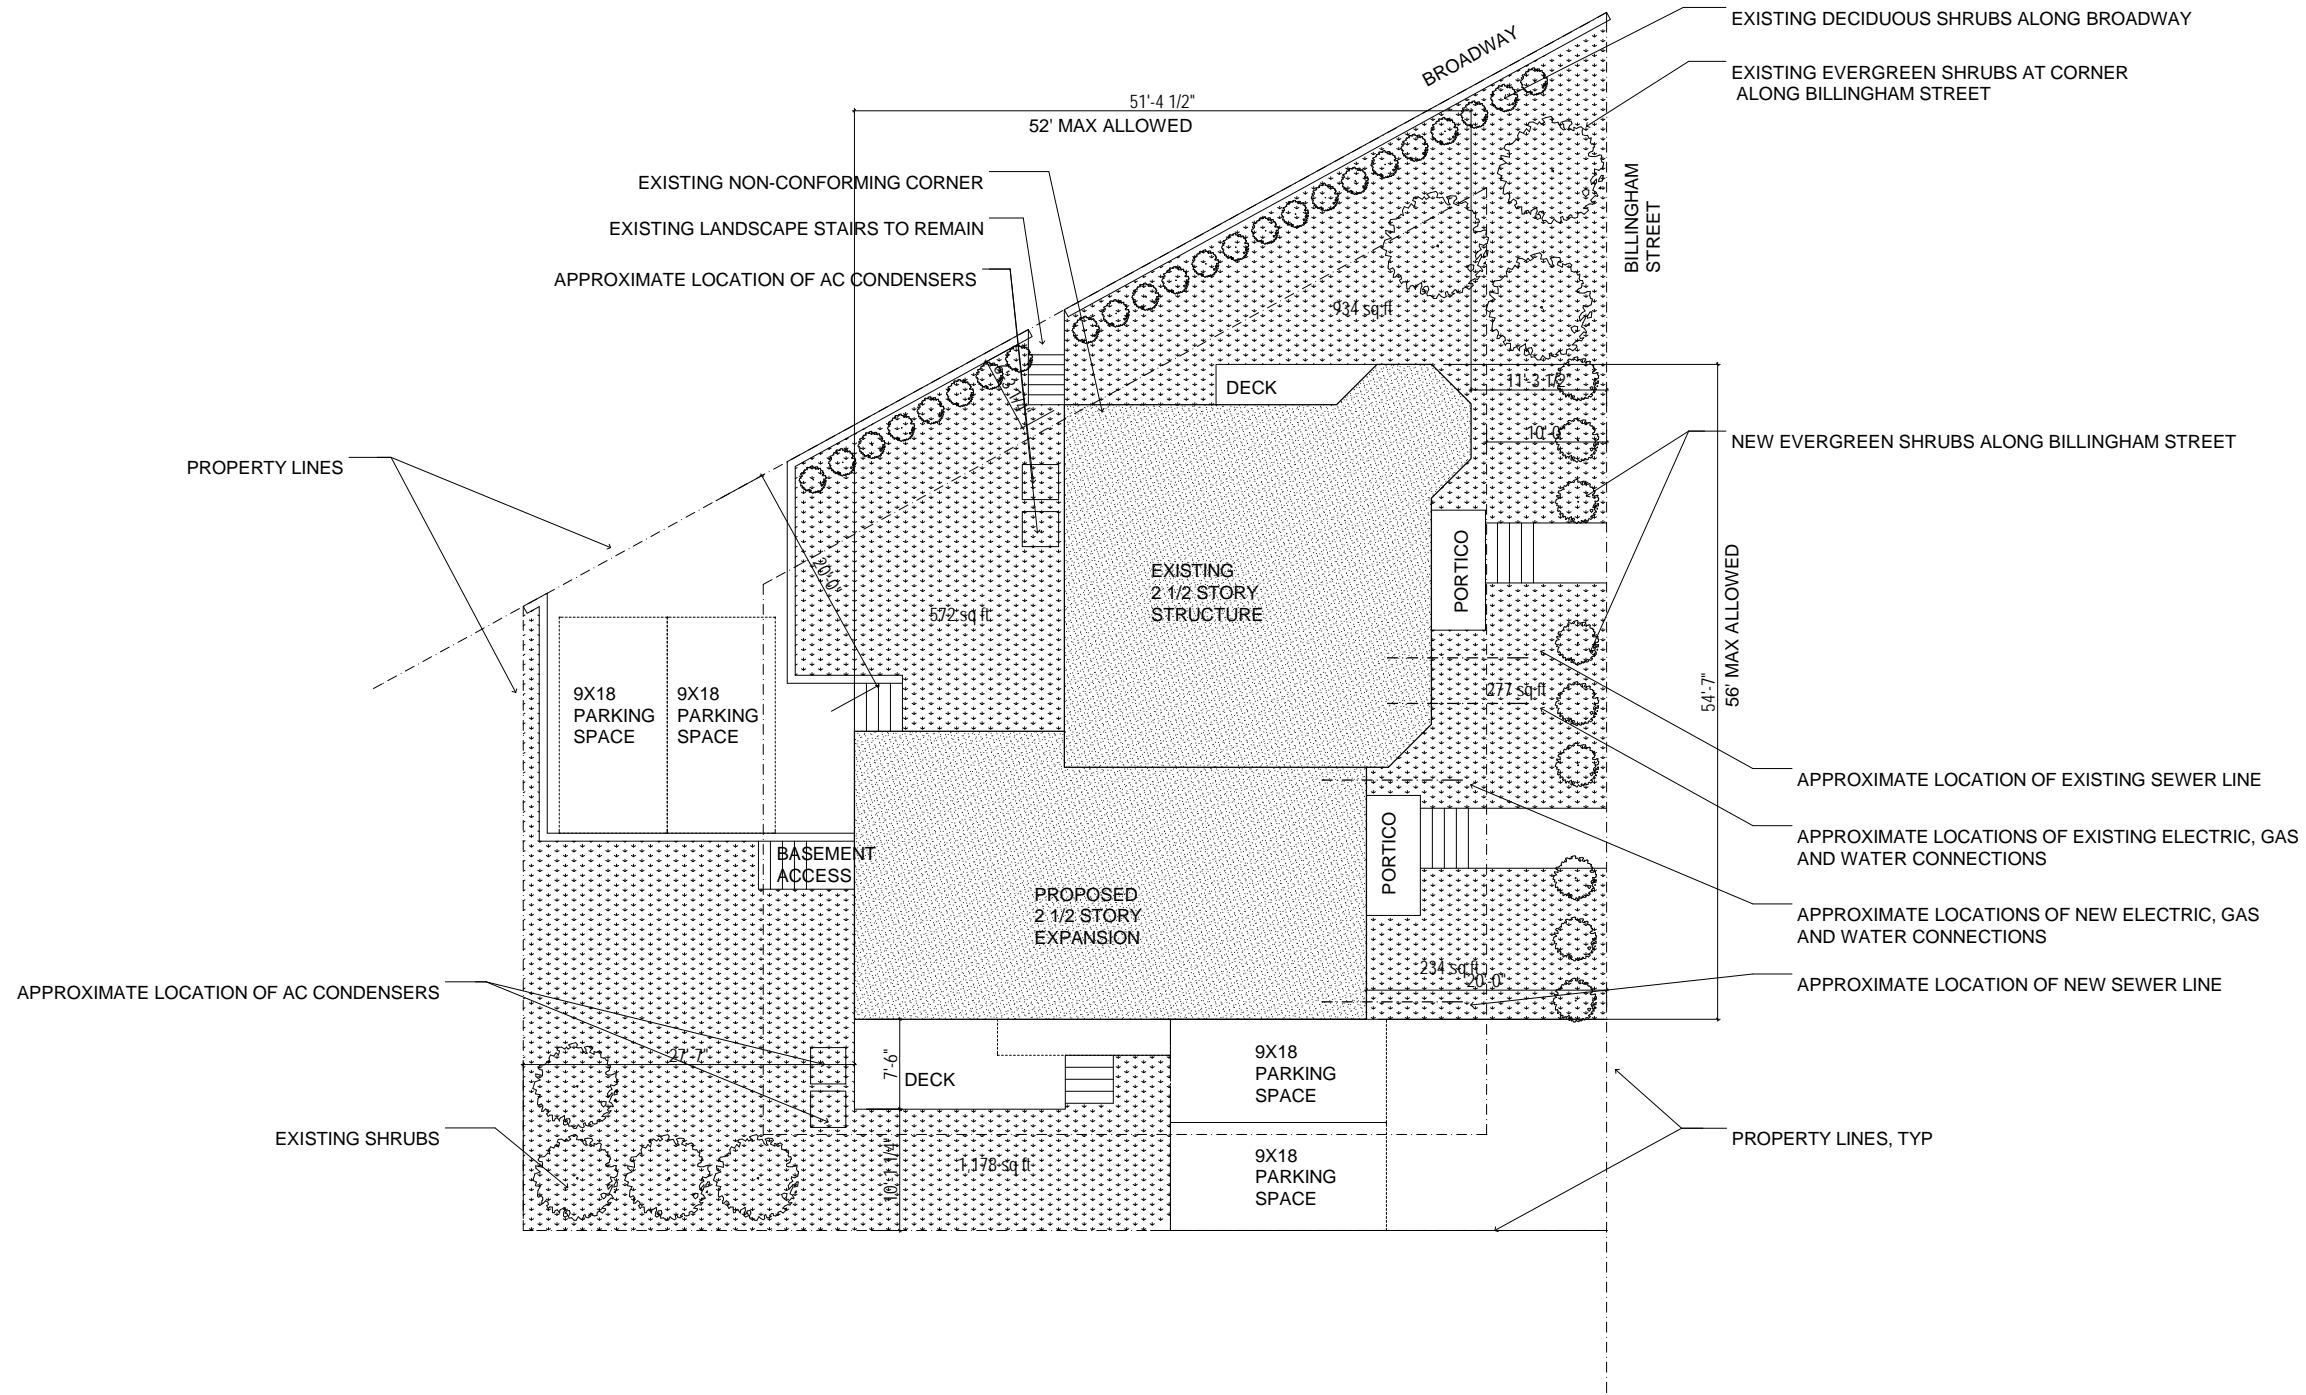 EXISTING DECIDUOUS SHRUBS ALONG BROADWAY
BROADWAY
EXISTING EVERGREEN SHRUBS AT CORNER
ALONG BILLINGHAM STREET
51'-4 1/2"
52' MAX ALLOWED
EXISTING NON-CONFORMING CORNER
EXISTING LANDSCAPE STAIRS TO REMAIN
APPROXIMATE LOCATION OF AC CONDENSERS
BILLINGHAM
STREET
934 sq ft
DECK
11'-3 1/2"
10'-0"
NEW EVERGREEN SHRUBS ALONG BILLINGHAM STREET
PROPERTY LINES
20'-0"
PORTICO
EXISTING
2 1/2 STORY
STRUCTURE
572 sq ft
54'-7"
56' MAX ALLOWED
9X18
PARKING
SPACE
9X18
PARKING
SPACE
277 sq ft
APPROXIMATE LOCATION OF EXISTING SEWER LINE
APPROXIMATE LOCATIONS OF EXISTING ELECTRIC, GAS
AND WATER CONNECTIONS
BASEMENT
ACCESS
PORTICO
PROPOSED
2 1/2 STORY
EXPANSION
APPROXIMATE LOCATIONS OF NEW ELECTRIC, GAS
AND WATER CONNECTIONS
234 sq ft
20'-0"
APPROXIMATE LOCATION OF NEW SEWER LINE
APPROXIMATE LOCATION OF AC CONDENSERS
27'-7"
7'-6"
DECK
9X18
PARKING
SPACE
EXISTING SHRUBS
PROPERTY LINES, TYP
10'-1 1/4"
1,178 sq ft
9X18
PARKING
SPACE